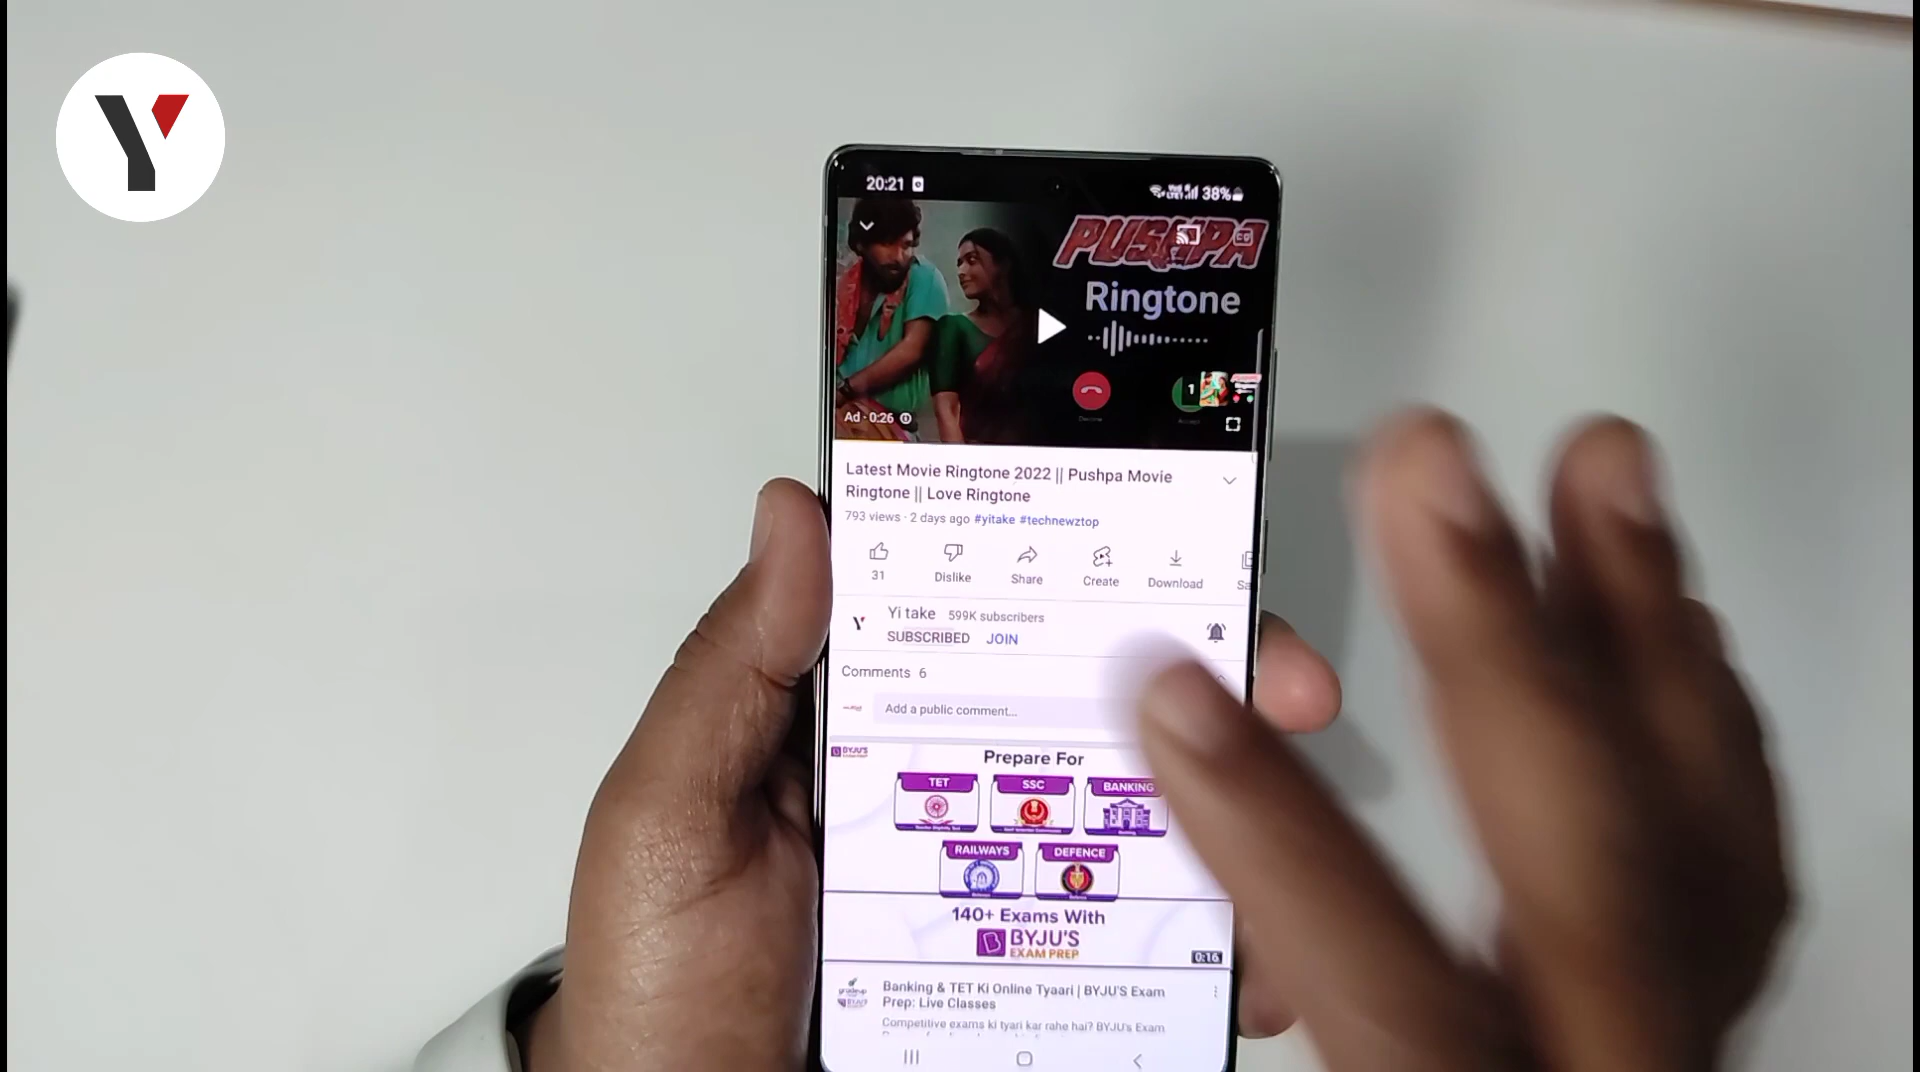 Y
20:21
38%
PUSHPA
Ringtone
Decline
1
Ad · 0:26
Latest Movie Ringtone 2022 || Pushpa Movie
Ringtone || Love Ringtone
793 views · 2 days ago #yitake #technewztop
31
Dislike
Share
Create
Download
Yi take 599K subscribers
SUBSCRIBED JOIN
Comments 6
Add a public comment...
BYJU'S
Prepare For
TET
SSC
BANKING
RAILWAYS
DEFENCE
140+ Exams With
BYJU'S
EXAM PREP
0:16
Banking & TET Ki Online Tyaari | BYJU'S Exam
Prep: Live Classes
Competitive exams ki tyari kar rahe hai? BYJU's Exam